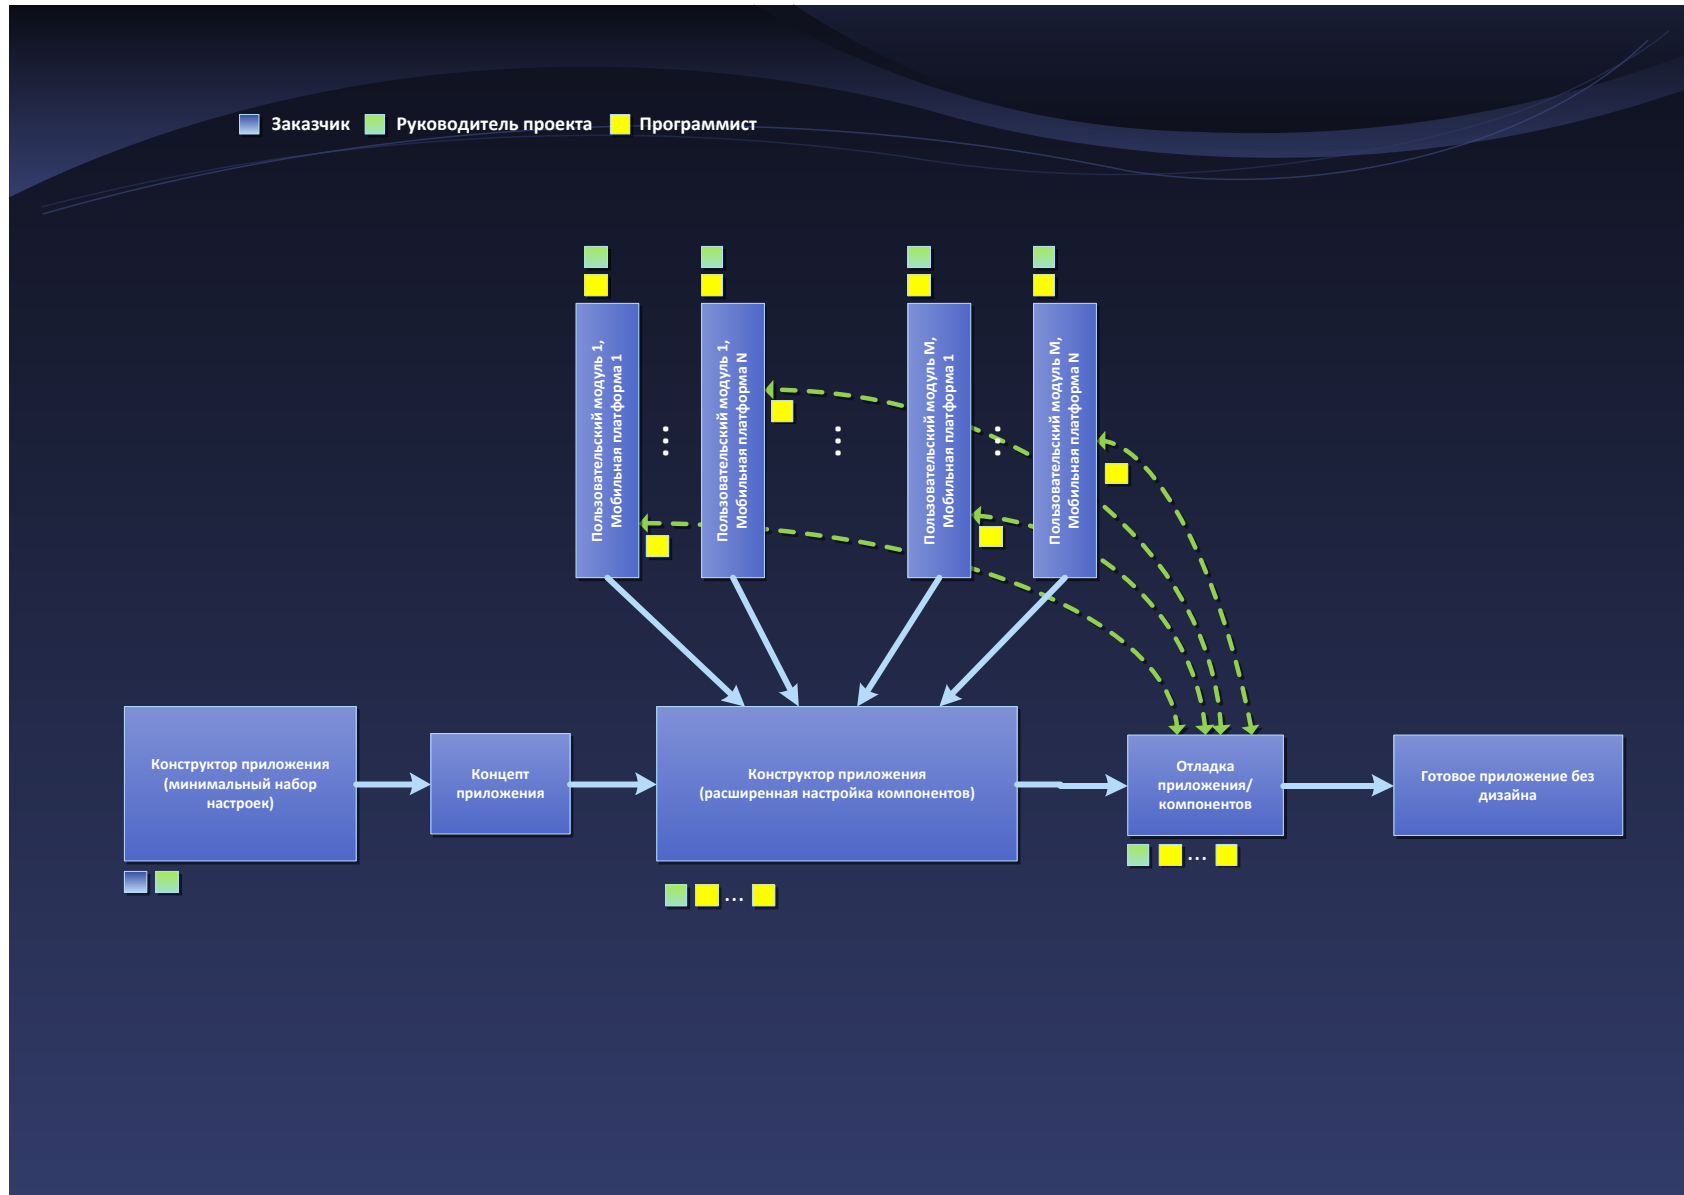 Заказчик
Руководитель проекта
Программист
Пользовательский модуль 1,
Мобильная платформа 1
Пользовательский модуль 1,
Мобильная платформа N
Пользовательский модуль M,
Мобильная платформа 1
Пользовательский модуль M,
Мобильная платформа N
Конструктор приложения
(минимальный набор
настроек)
Концепт
приложения
Конструктор приложения
(расширенная настройка компонентов)
...
Отладка
приложения/
компонентов
...
Готовое приложение без
дизайна